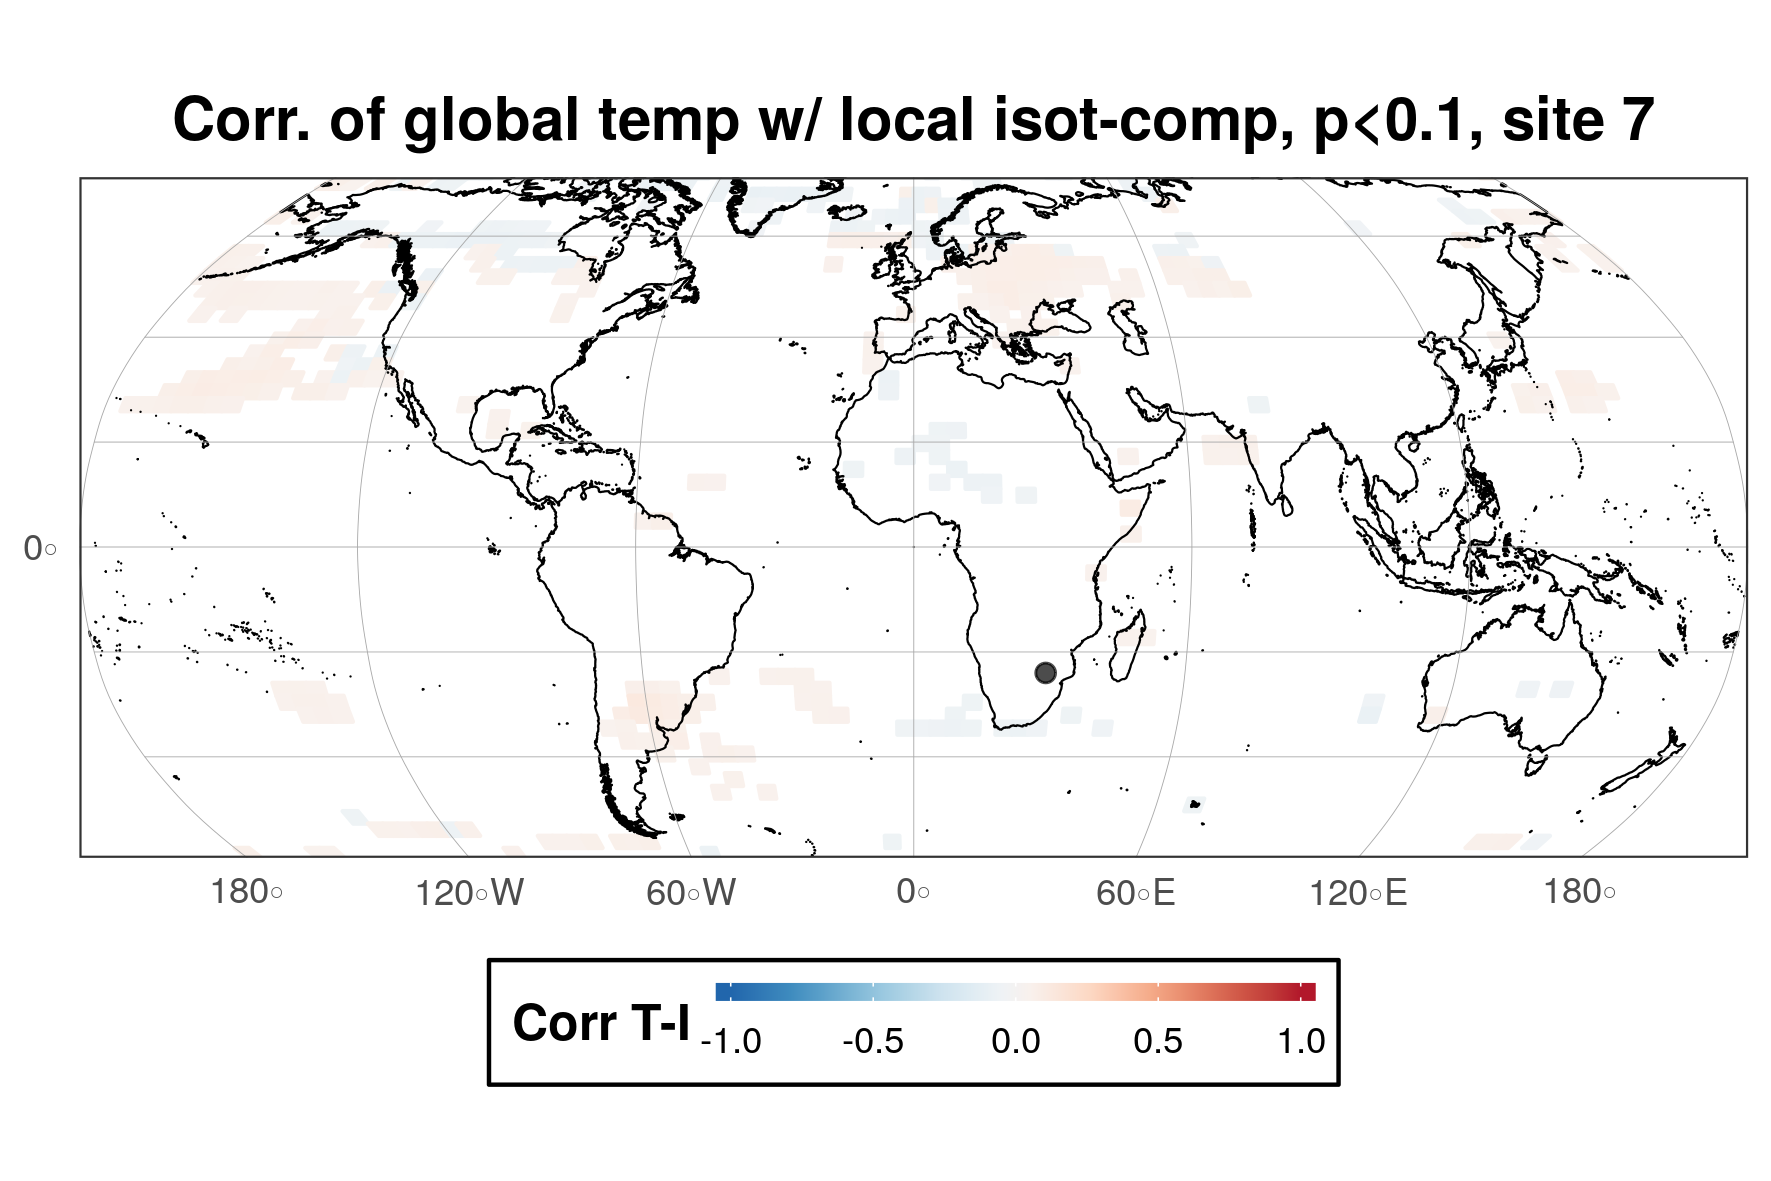 Corr. of global temp w/ local isot-comp, p<0.1, site 7
0°
180° 120°W 60°W 0° 60°E 120°E 180°
Corr T-I
-1.0 -0.5 0.0 0.5 1.0